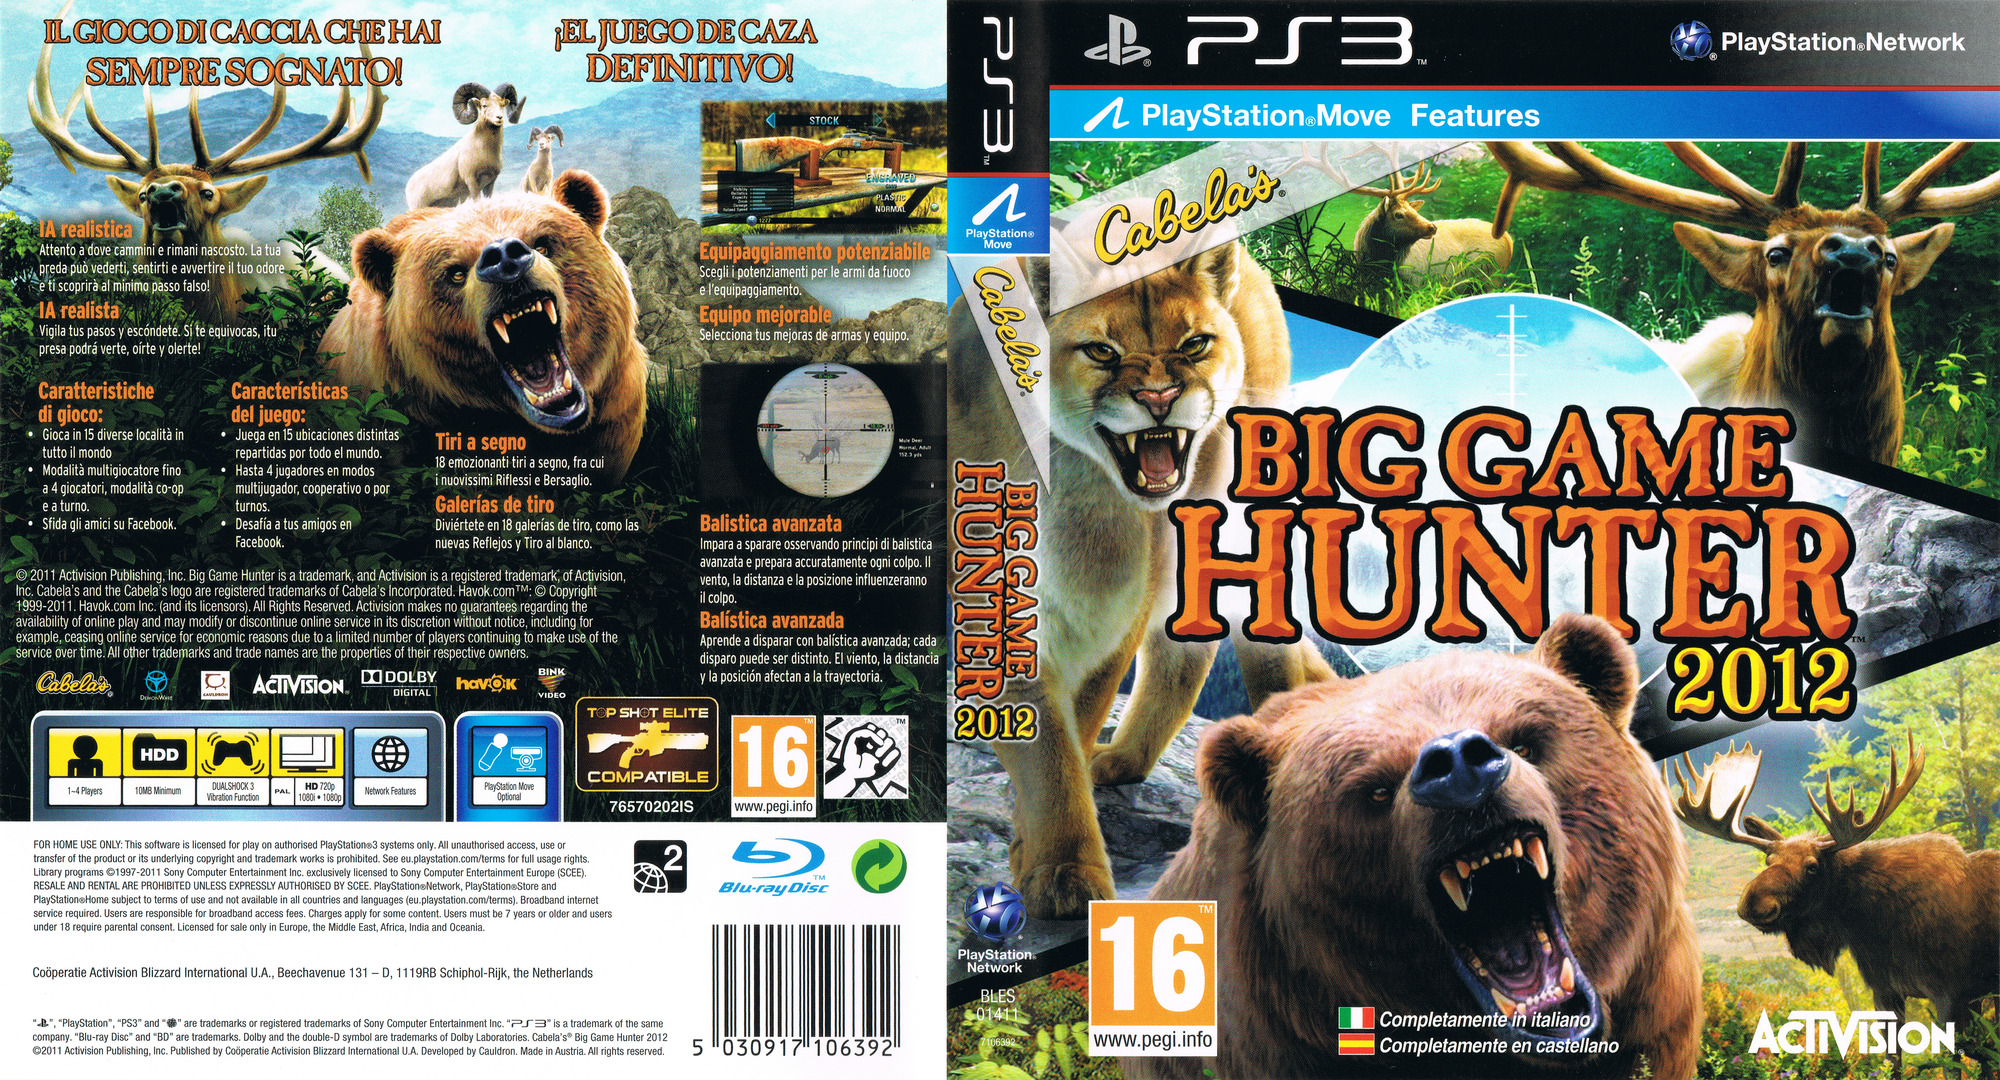 IL GIOCO DI CACCIA CHE HAI
SEMPRE SOGNATO!
¡EL JUEGO DE CAZA
DEFINITIVO!
IA realistica
Attento a dove cammini e rimani nascosto. La tua
preda può vederti, sentirti e avvertire il tuo odore
e ti scoprirà al minimo passo falso!
IA realista
Vigila tus pasos y escóndete. Si te equivocas, ¡tu
presa podrá verte, oírte y olerte!
Caratteristiche
di gioco:
• Gioca in 15 diverse località in
tutto il mondo
• Modalità multigiocatore fino
a 4 giocatori, modalità co-op
e a turno.
• Sfida gli amici su Facebook.
Características
del juego:
• Juega en 15 ubicaciones distintas
repartidas por todo el mundo.
• Hasta 4 jugadores en modos
multijugador, cooperativo o por
turnos.
• Desafía a tus amigos en
Facebook.
Tiri a segno
18 emozionanti tiri a segno, fra cui
i nuovissimi Riflessi e Bersaglio.
Galerías de tiro
Diviértete en 18 galerías de tiro, como las
nuevas Reflejos y Tiro al blanco.
STOCK
ENGRAVED
PLASTIC
NORMAL
1277
Equipaggiamento potenziabile
Scegli i potenziamenti per le armi da fuoco
e l'equipaggiamento.
Equipo mejorable
Selecciona tus mejoras de armas y equipo.
Mule Deer
Normal, Adult
152.3 yds
Balistica avanzata
Impara a sparare osservando principi di balistica
avanzata e prepara accuratamente ogni colpo. Il
vento, la distanza e la posizione influenzeranno
il colpo.
Balística avanzada
Aprende a disparar con balística avanzada; cada
disparo puede ser distinto. El viento, la distancia
y la posición afectan a la trayectoria.
© 2011 Activision Publishing, Inc. Big Game Hunter is a trademark, and Activision is a registered trademark, of Activision,
Inc. Cabela's and the Cabela's logo are registered trademarks of Cabela's Incorporated. Havok.com™; © Copyright
1999-2011. Havok.com Inc. (and its licensors). All Rights Reserved. Activision makes no guarantees regarding the
availability of online play and may modify or discontinue online service in its discretion without notice, including for
example, ceasing online service for economic reasons due to a limited number of players continuing to make use of the
service over time. All other trademarks and trade names are the properties of their respective owners.
Cabela's® DEMONWARE CAULDRON ACTIVISION® DOLBY DIGITAL havok BINK VIDEO
1-4 Players
HDD
10MB Minimum
DUALSHOCK 3
Vibration Function
PAL
HD 720p
1080i • 1080p
Network Features
PlayStation Move
Optional
TOP SHOT ELITE
COMPATIBLE
76570202IS
16™
www.pegi.info
™
FOR HOME USE ONLY: This software is licensed for play on authorised PlayStation®3 systems only. All unauthorised access, use or
transfer of the product or its underlying copyright and trademark works is prohibited. See eu.playstation.com/terms for full usage rights.
Library programs ©1997-2011 Sony Computer Entertainment Inc. exclusively licensed to Sony Computer Entertainment Europe (SCEE).
RESALE AND RENTAL ARE PROHIBITED UNLESS EXPRESSLY AUTHORISED BY SCEE. PlayStation®Network, PlayStation®Store and
PlayStation®Home subject to terms of use and not available in all countries and languages (eu.playstation.com/terms). Broadband internet
service required. Users are responsible for broadband access fees. Charges apply for some content. Users must be 7 years or older and users
under 18 require parental consent. Licensed for sale only in Europe, the Middle East, Africa, India and Oceania.
2
Blu-ray Disc™
Coöperatie Activision Blizzard International U.A., Beechavenue 131 – D, 1119RB Schiphol-Rijk, the Netherlands
“ ”, “PlayStation”, “PS3” and “ ” are trademarks or registered trademarks of Sony Computer Entertainment Inc. “PS3” is a trademark of the same
company. “Blu-ray Disc” and “BD” are trademarks. Dolby and the double-D symbol are trademarks of Dolby Laboratories. Cabela's® Big Game Hunter 2012
©2011 Activision Publishing, Inc. Published by Coöperatie Activision Blizzard International U.A. Developed by Cauldron. Made in Austria. All rights reserved.
5 030917 106392
PS3™
PlayStation®
Move
Cabela's®
BIG GAME
HUNTER
2012
PlayStation®
Network
BLES
01411
7106392
PS3™
PlayStation®Network
PlayStation®Move Features
Cabela's®
BIG GAME
HUNTER™
2012
16™
www.pegi.info
Completamente in italiano
Completamente en castellano
ACTIVISION®